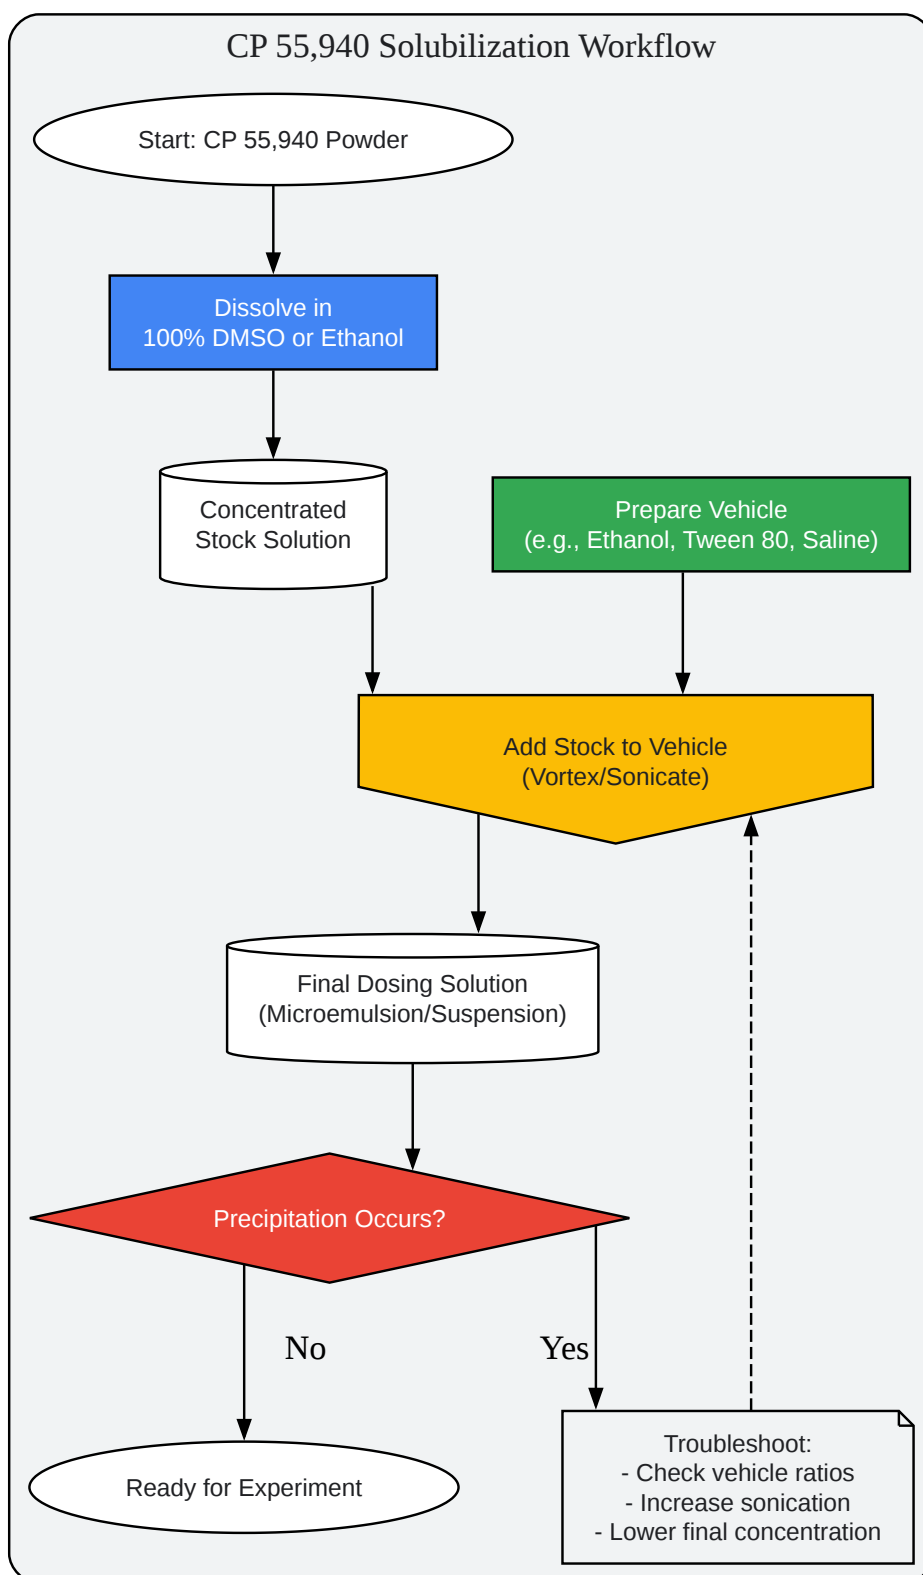 CP 55,940 Solubilization Workflow
Start: CP 55,940 Powder
Dissolve in
100% DMSO or Ethanol
Concentrated
Stock Solution
Prepare Vehicle
(e.g., Ethanol, Tween 80, Saline)
Add Stock to Vehicle
(Vortex/Sonicate)
Final Dosing Solution
(Microemulsion/Suspension)
Precipitation Occurs?
No
Yes
Ready for Experiment
Troubleshoot:
- Check vehicle ratios
- Increase sonication
- Lower final concentration